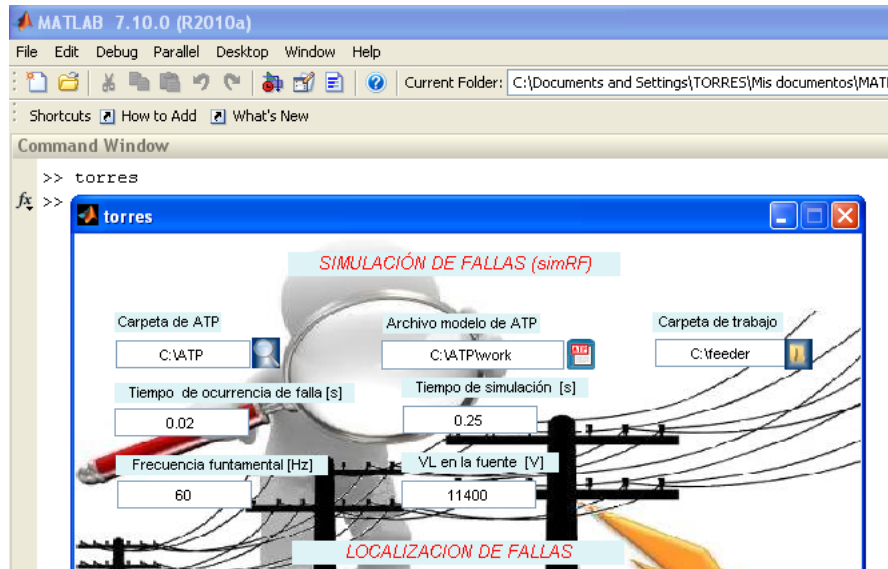 MATLAB 7.10.0 (R2010a)
File Edit Debug Parallel Desktop Window Help
Current Folder: C:\Documents and Settings\TORRES\Mis documentos\MATL
Shortcuts How to Add What's New
Command Window
>> torres
fx >>
torres
SIMULACIÓN DE FALLAS (simRF)
Carpeta de ATP
Archivo modelo de ATP
Carpeta de trabajo
C:\ATP
C:\ATP\work
ATP
C:\feeder
Tiempo de ocurrencia de falla [s]
Tiempo de simulación [s]
0.02
0.25
Frecuencia funtamental [Hz]
VL en la fuente [V]
60
11400
LOCALIZACION DE FALLAS